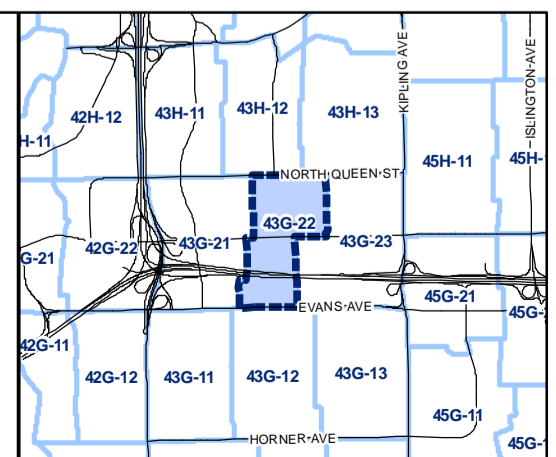 KIPLING AVE
ISLINGTON AVE
42H-12
43H-11
43H-12
43H-13
H-11
45H-11
45H-
NORTH QUEEN ST
43G-22
42G-22
43G-21
43G-23
G-21
45G-21
EVANS AVE
45G-
42G-11
42G-12
43G-11
43G-12
43G-13
45G-11
HORNER AVE
45G-1